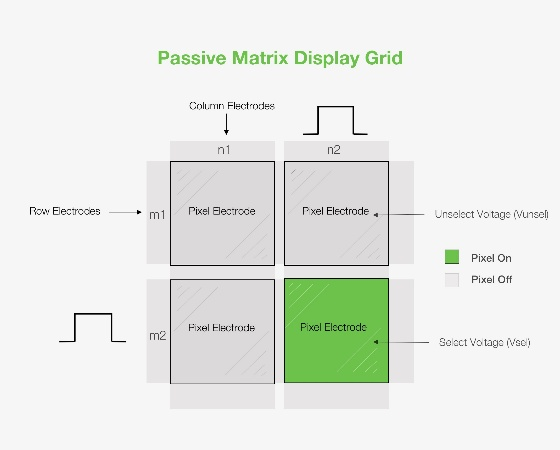 Passive Matrix Display Grid
Column Electrodes
n1
n2
Row Electrodes
m1
Pixel Electrode
Pixel Electrode
Unselect Voltage (Vunsel)
Pixel On
Pixel Off
m2
Pixel Electrode
Pixel Electrode
Select Voltage (Vsel)